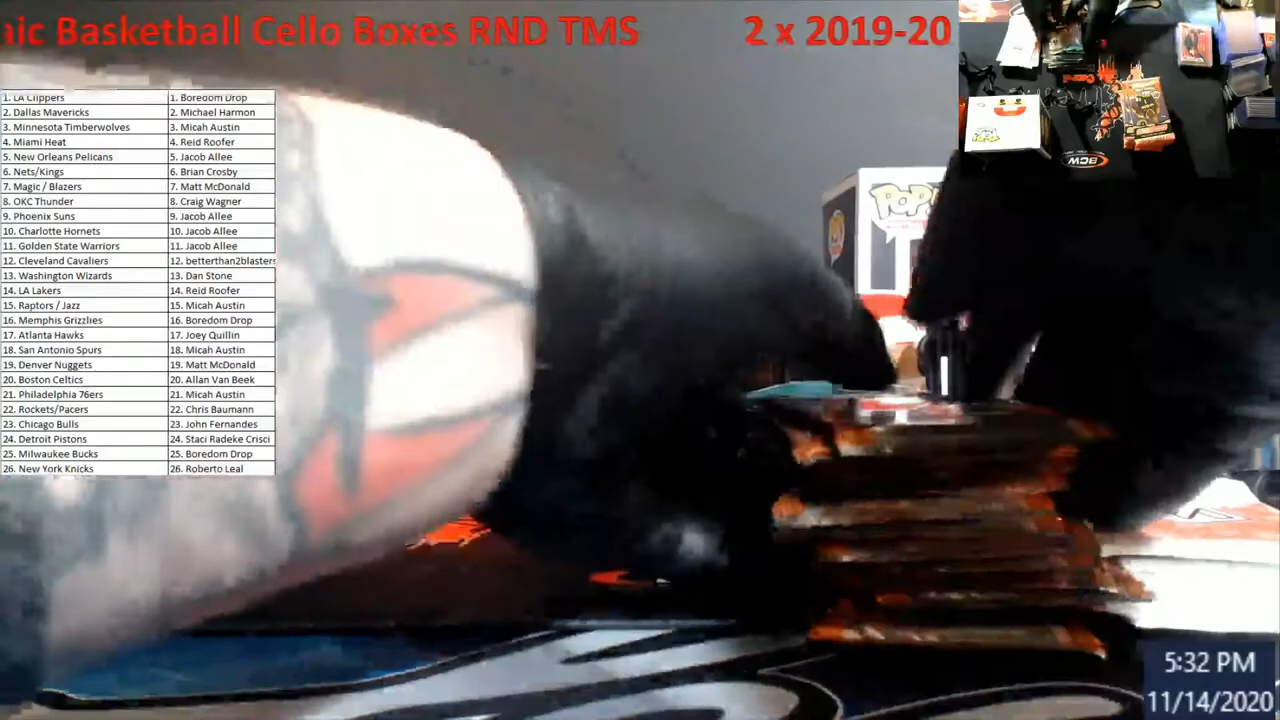 aic Basketball Cello Boxes RND TMS 2 x 2019-20
1. LA Clippers 1. Boredom Drop
2. Dallas Mavericks 2. Michael Harmon
3. Minnesota Timberwolves 3. Micah Austin
4. Miami Heat 4. Reid Roofer
5. New Orleans Pelicans 5. Jacob Allee
6. Nets/Kings 6. Brian Crosby
7. Magic / Blazers 7. Matt McDonald
8. OKC Thunder 8. Craig Wagner
9. Phoenix Suns 9. Jacob Allee
10. Charlotte Hornets 10. Jacob Allee
11. Golden State Warriors 11. Jacob Allee
12. Cleveland Cavaliers 12. betterthan2blasters
13. Washington Wizards 13. Dan Stone
14. LA Lakers 14. Reid Roofer
15. Raptors / Jazz 15. Micah Austin
16. Memphis Grizzlies 16. Boredom Drop
17. Atlanta Hawks 17. Joey Quillin
18. San Antonio Spurs 18. Micah Austin
19. Denver Nuggets 19. Matt McDonald
20. Boston Celtics 20. Allan Van Beek
21. Philadelphia 76ers 21. Micah Austin
22. Rockets/Pacers 22. Chris Baumann
23. Chicago Bulls 23. John Fernandes
24. Detroit Pistons 24. Staci Radeke Crisci
25. Milwaukee Bucks 25. Boredom Drop
26. New York Knicks 26. Roberto Leal
POP
BCW
5:32 PM
11/14/2020